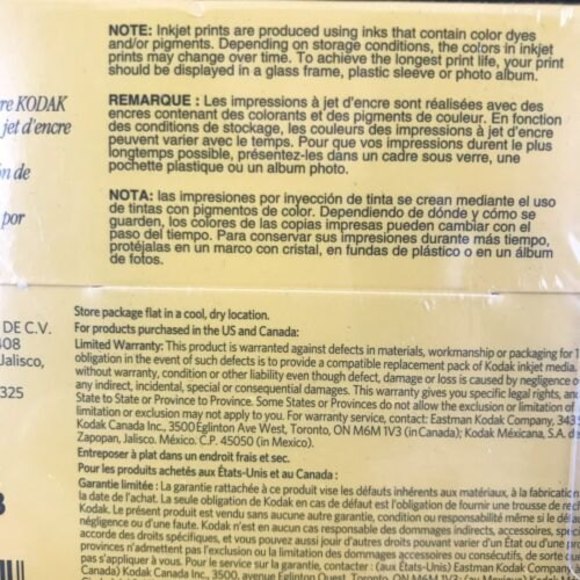 NOTE: Inkjet prints are produced using inks that contain color dyes
and/or pigments. Depending on storage conditions, the colors in inkjet
prints may change over time. To achieve the longest print life, your print
should be displayed in a glass frame, plastic sleeve or photo album.
re KODAK
jet d'encre
REMARQUE : Les impressions à jet d'encre sont réalisées avec des
encres contenant des colorants et des pigments de couleur. En fonction
des conditions de stockage, les couleurs des impressions à jet d'encre
peuvent varier avec le temps. Pour que vos impressions durent le plus
longtemps possible, présentez-les dans un cadre sous verre, une
pochette plastique ou un album photo.
ón de
por
NOTA: las impresiones por inyección de tinta se crean mediante el uso
de tintas con pigmentos de color. Dependiendo de dónde y cómo se
guarden, los colores de las copias impresas pueden cambiar con el
paso del tiempo. Para conservar sus impresiones durante más tiempo,
protéjalas en un marco con cristal, en fundas de plástico o en un álbum
de fotos.
DE C.V.
408
Jalisco,
325
Store package flat in a cool, dry location.
For products purchased in the US and Canada:
Limited Warranty: This product is warranted against defects in materials, workmanship or packaging for 1
obligation in the event of such defects is to provide a compatible replacement pack of Kodak inkjet media.
without warranty, condition or other liability even though defect, damage or loss is caused by negligence o
any indirect, incidental, special or consequential damages. This warranty gives you specific legal rights, an
State to State or Province to Province. Some States or Provinces do not allow the exclusion or limitation of
limitation or exclusion may not apply to you. For warranty service, contact: Eastman Kodak Company, 343
Kodak Canada Inc., 3500 Eglinton Ave West, Toronto, ON M6M 1V3 (in Canada); Kodak Méxicana, S.A. d
Zapopan, Jalisco. México. C.P. 45050 (in Mexico).
Entreposer à plat dans un endroit frais et sec.
Pour les produits achetés aux États-Unis et au Canada :
Garantie limitée : La garantie rattachée à ce produit vise les défauts inhérents aux matériaux, à la fabrication
la date de l'achat. La seule obligation de Kodak en cas de défaut est l'obligation de fournir une trousse de rec
Kodak. Le présent produit est vendu sans aucune autre garantie, condition ou responsabilité même si le déf
négligence ou d'une faute. Kodak n'est en aucun cas responsable des dommages indirects, accessoires, spéc
accorde des droits spécifiques, et vous pouvez aussi jouir d'autres droits pouvant varier d'un État ou d'une pr
provinces n'admettent pas l'exclusion ou la limitation des dommages accessoires ou consécutifs, de sorte
pas s'appliquer à vous. Pour le service sur la garantie, contacter : (aux États-Unis) Eastman Kodak Company
Canada) Kodak Canada Inc., 3500, avenue Eglinton Ouest, Toronto, ON M6M 1V3